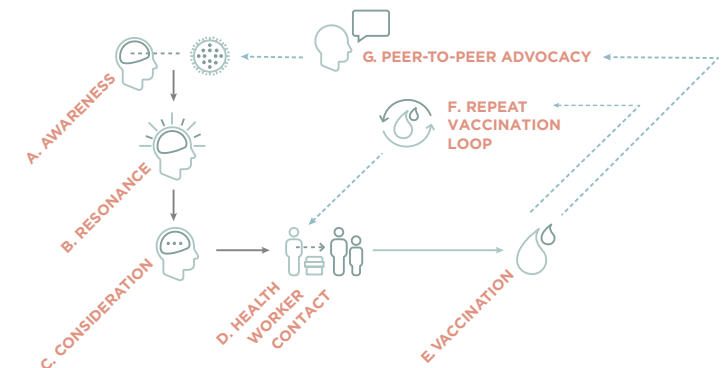 G. PEER-TO-PEER ADVOCACY
A. AWARENESS
F. REPEAT
VACCINATION
LOOP
B. RESONANCE
C. CONSIDERATION
D. HEALTH
WORKER
CONTACT
E. VACCINATION